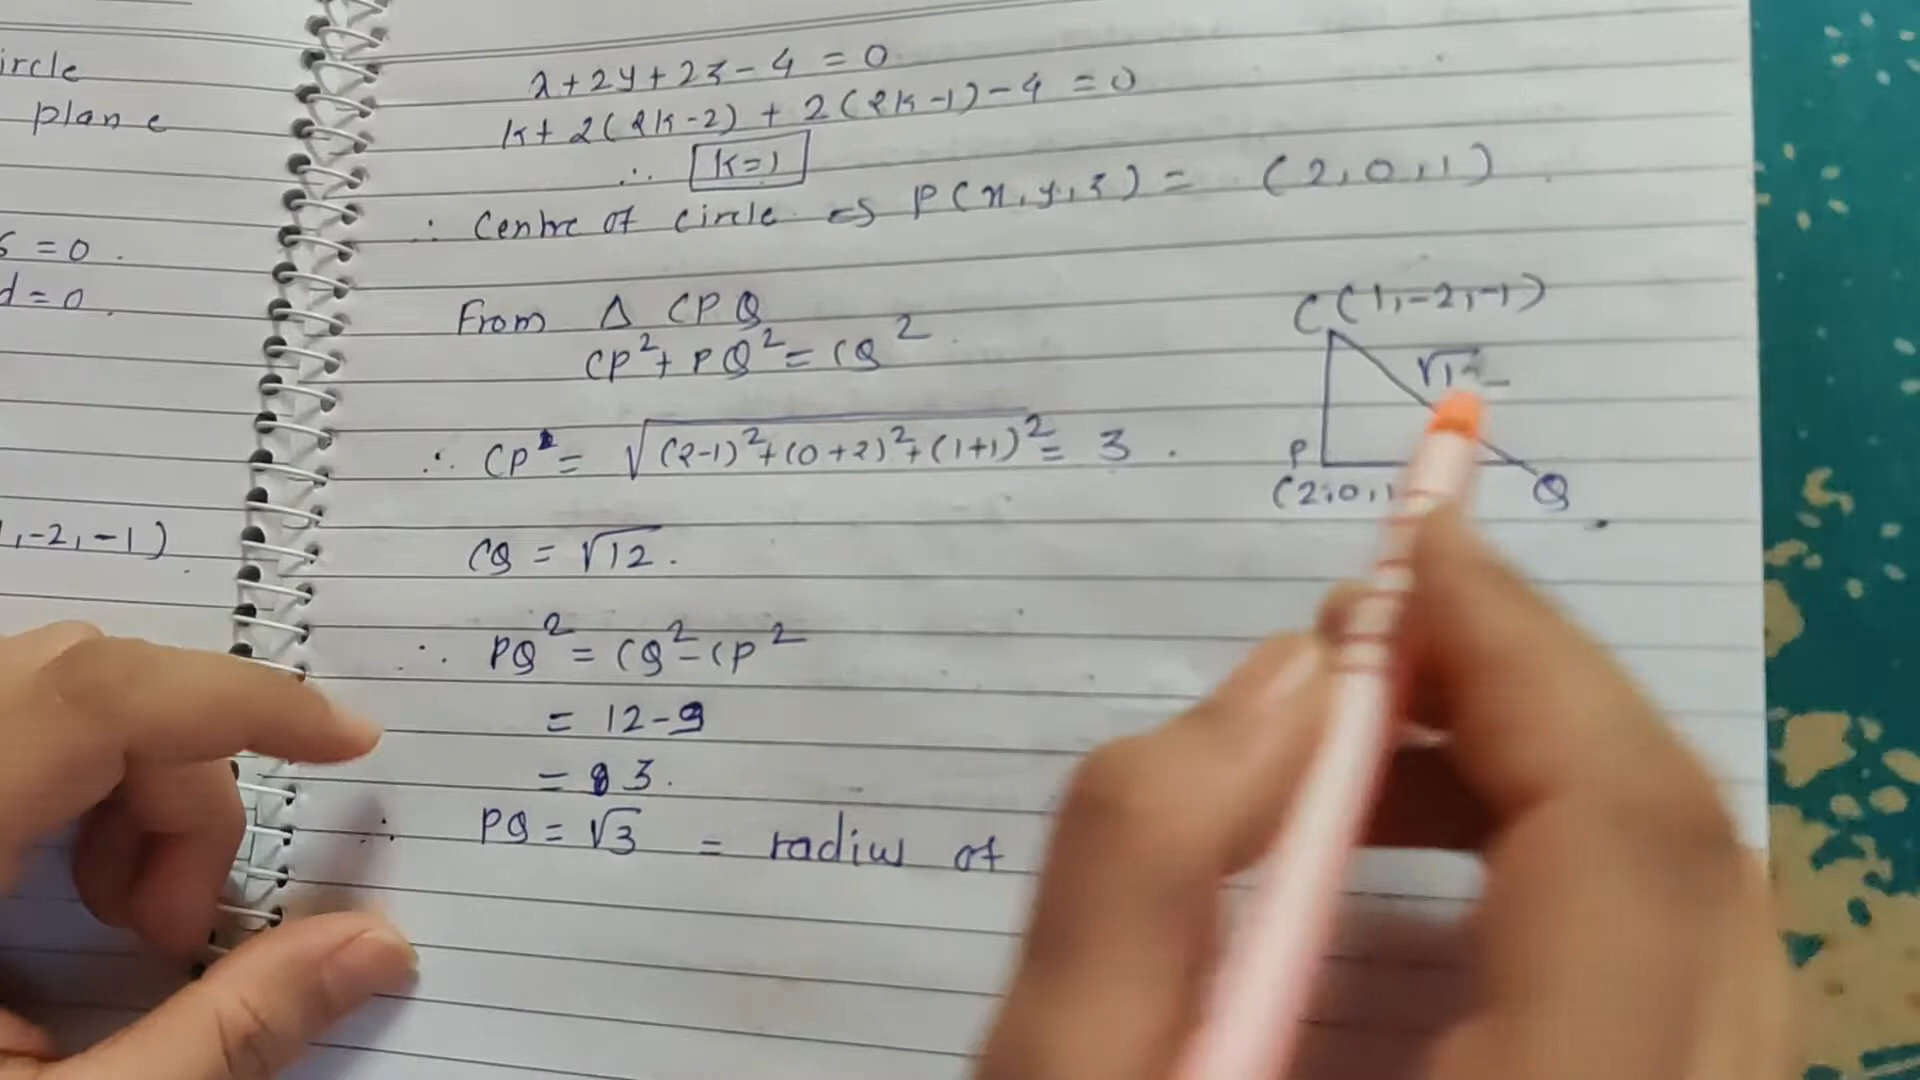 ircle
plane
s = 0.
d = 0.
1, -2, -1)
x + 2y + 2z - 4 = 0
k + 2(2k-2) + 2(2k-1) - 4 = 0
∴ k=1
∴ Centre of circle is P(x, y, z) = (2, 0, 1)
From Δ CPQ
CP² + PQ² = CQ²
∴ CP = √(2-1)² + (0+2)² + (1+1)² = 3.
CQ = √12.
∴ PQ² = CQ² - CP²
= 12 - 9
= 3.
∴ PQ = √3 = radius of
C(1, -2, -1)
P
(2, 0, 1
Q